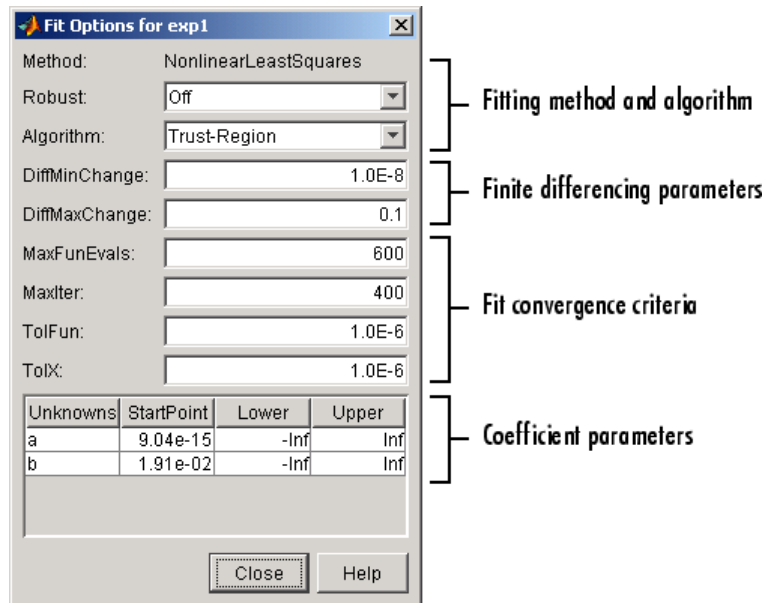 Fit Options for exp1
Method: NonlinearLeastSquares
Robust: Off
Algorithm: Trust-Region
Fitting method and algorithm
DiffMinChange: 1.0E-8
DiffMaxChange: 0.1
Finite differencing parameters
MaxFunEvals: 600
MaxIter: 400
TolFun: 1.0E-6
TolX: 1.0E-6
Fit convergence criteria
Unknowns StartPoint Lower Upper
a 9.04e-15 -Inf Inf
b 1.91e-02 -Inf Inf
Coefficient parameters
Close Help